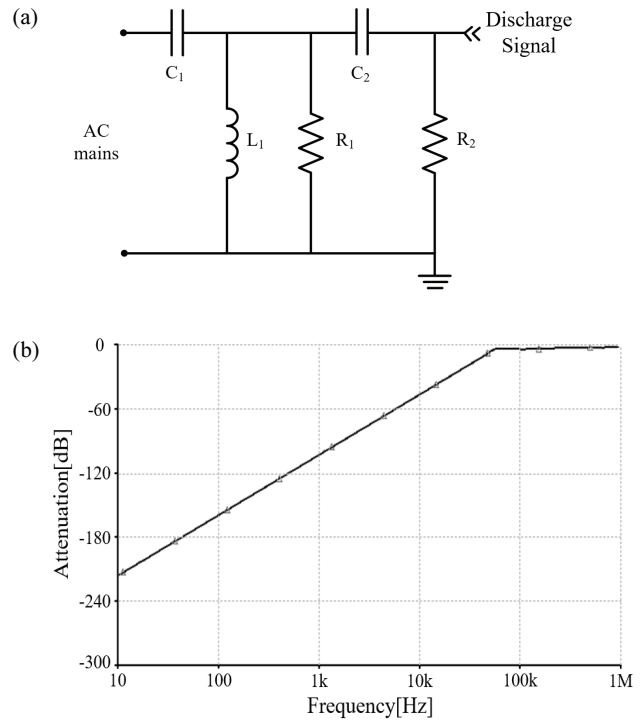 (a)
Discharge
Signal
C₁
C₂
AC
mains
L₁
R₁
R₂
(b)
0
-60
-120
-180
-240
-300
Attenuation[dB]
10
100
1k
10k
100k
1M
Frequency[Hz]